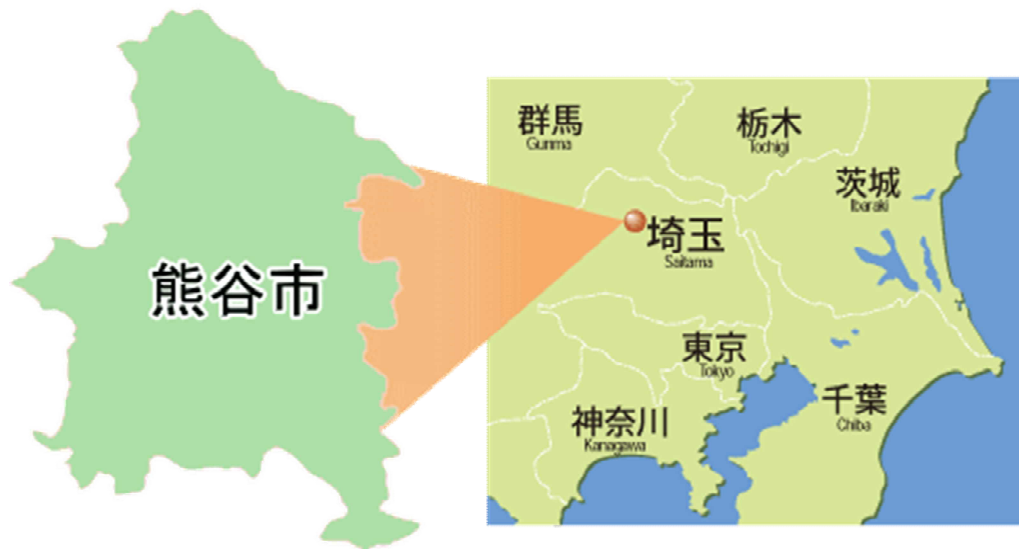 熊谷市
群馬
Gunma
栃木
Tochigi
茨城
Ibaraki
埼玉
Saitama
東京
Tokyo
千葉
Chiba
神奈川
Kanagawa